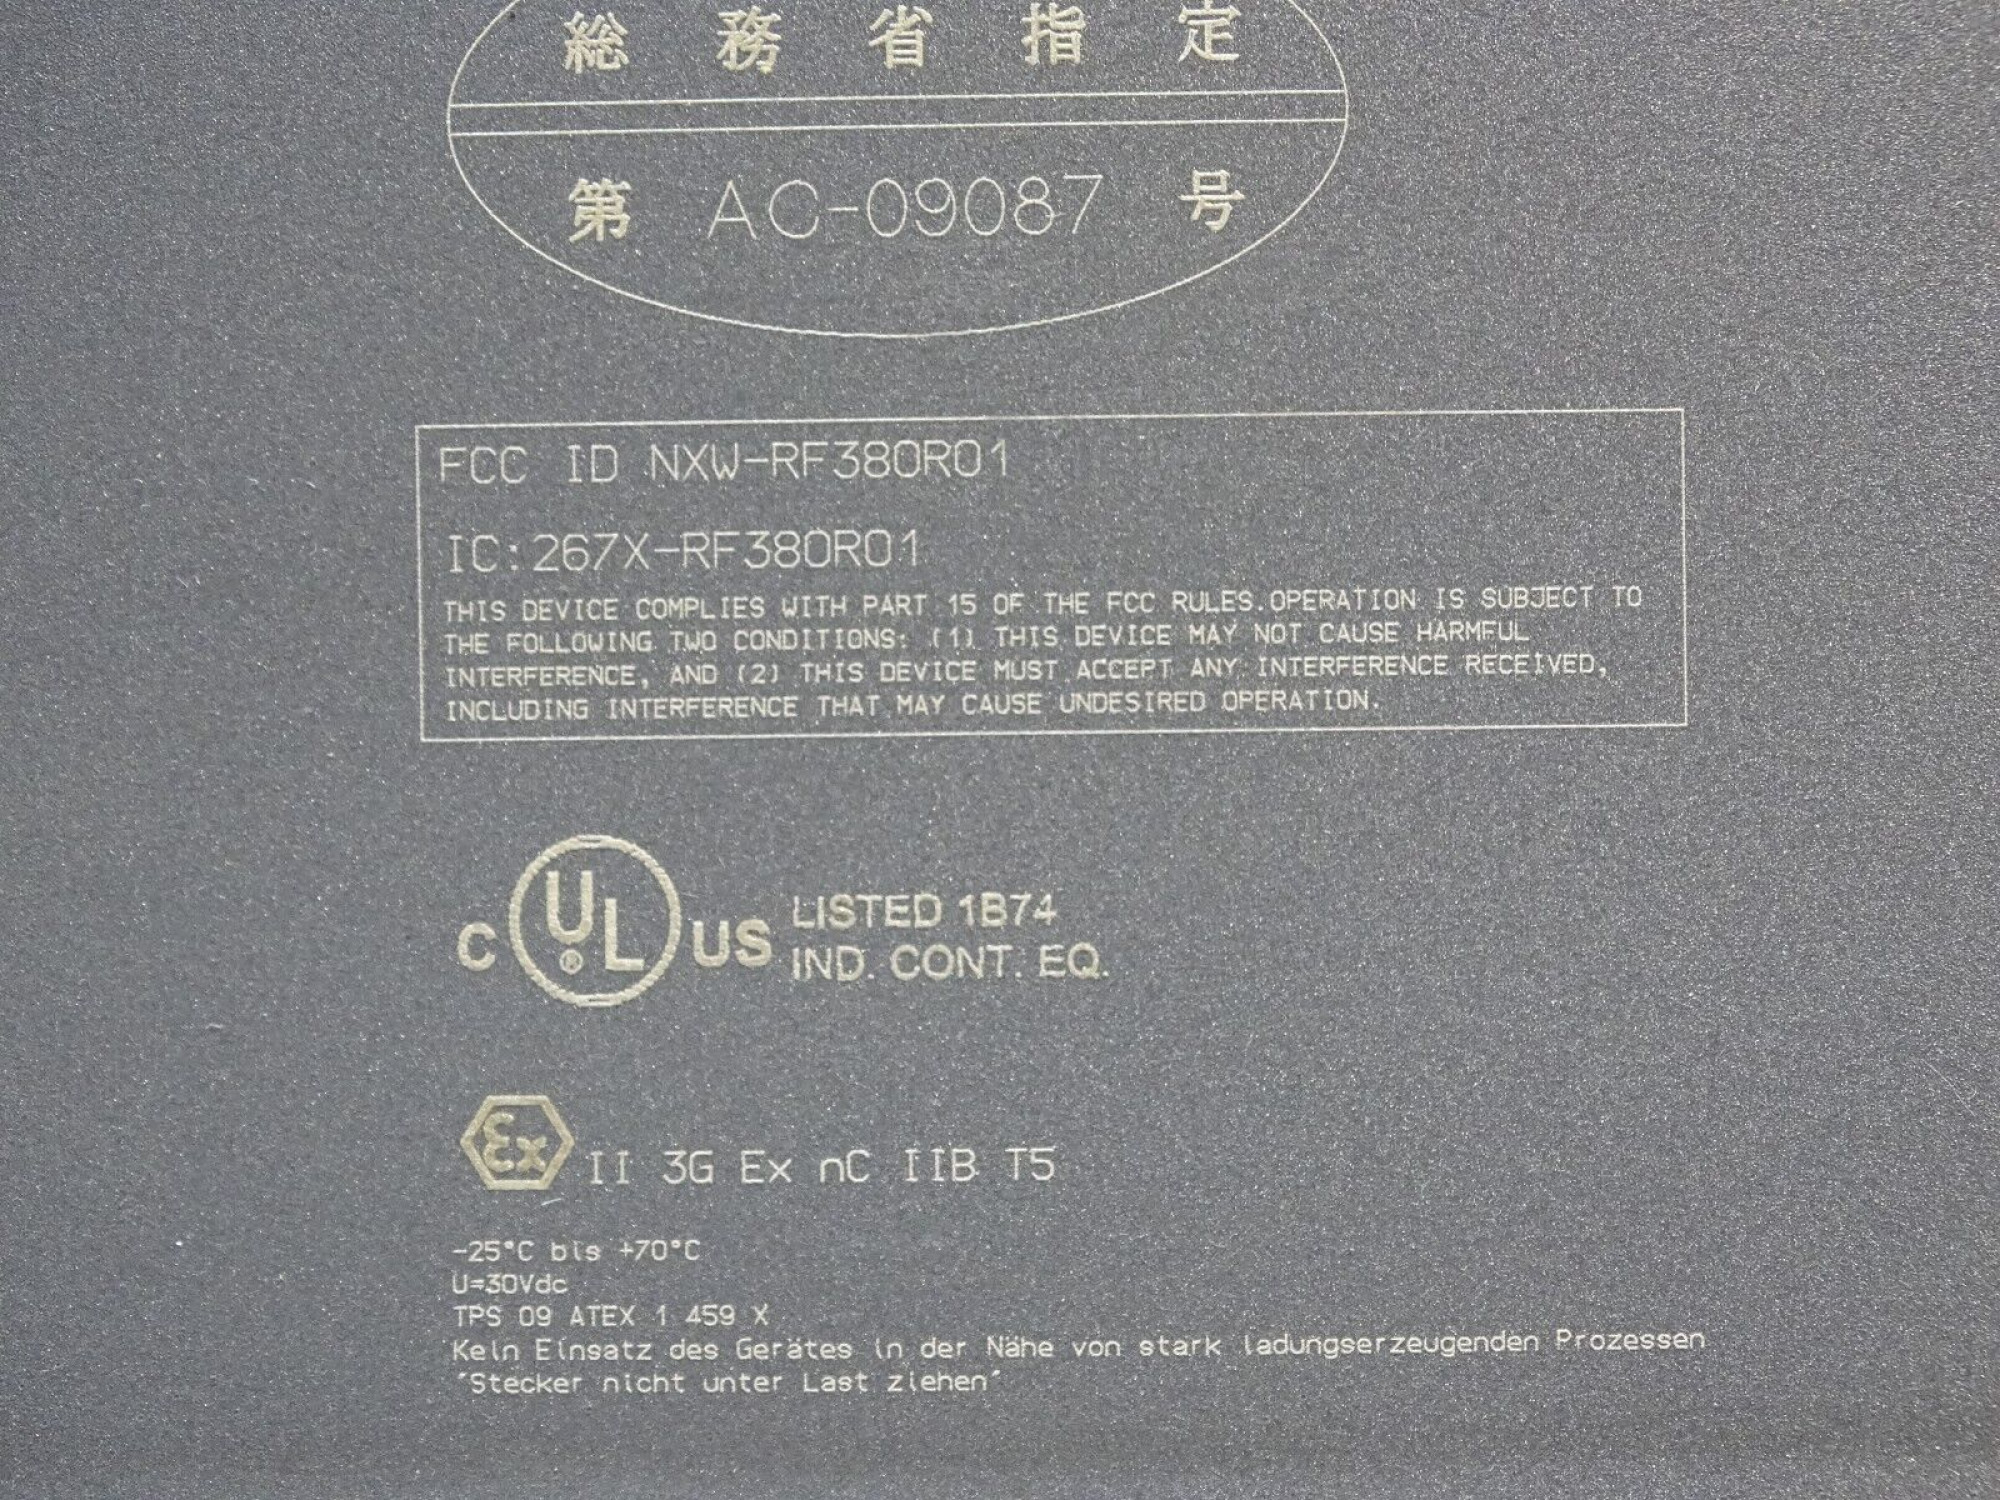 総務省指定
第 AC-09087 号
FCC ID NXW-RF380R01
IC:267X-RF380R01
THIS DEVICE COMPLIES WITH PART 15 OF THE FCC RULES.OPERATION IS SUBJECT TO
THE FOLLOWING TWO CONDITIONS: (1) THIS DEVICE MAY NOT CAUSE HARMFUL
INTERFERENCE, AND (2) THIS DEVICE MUST ACCEPT ANY INTERFERENCE RECEIVED,
INCLUDING INTERFERENCE THAT MAY CAUSE UNDESIRED OPERATION.
C UL® US LISTED 1B74
IND. CONT. EQ.
Ex II 3G Ex nC IIB T5
-25°C bis +70°C
U=30Vdc
TPS 09 ATEX 1 459 X
Kein Einsatz des Gerätes in der Nähe von stark ladungserzeugenden Prozessen
"Stecker nicht unter Last ziehen"